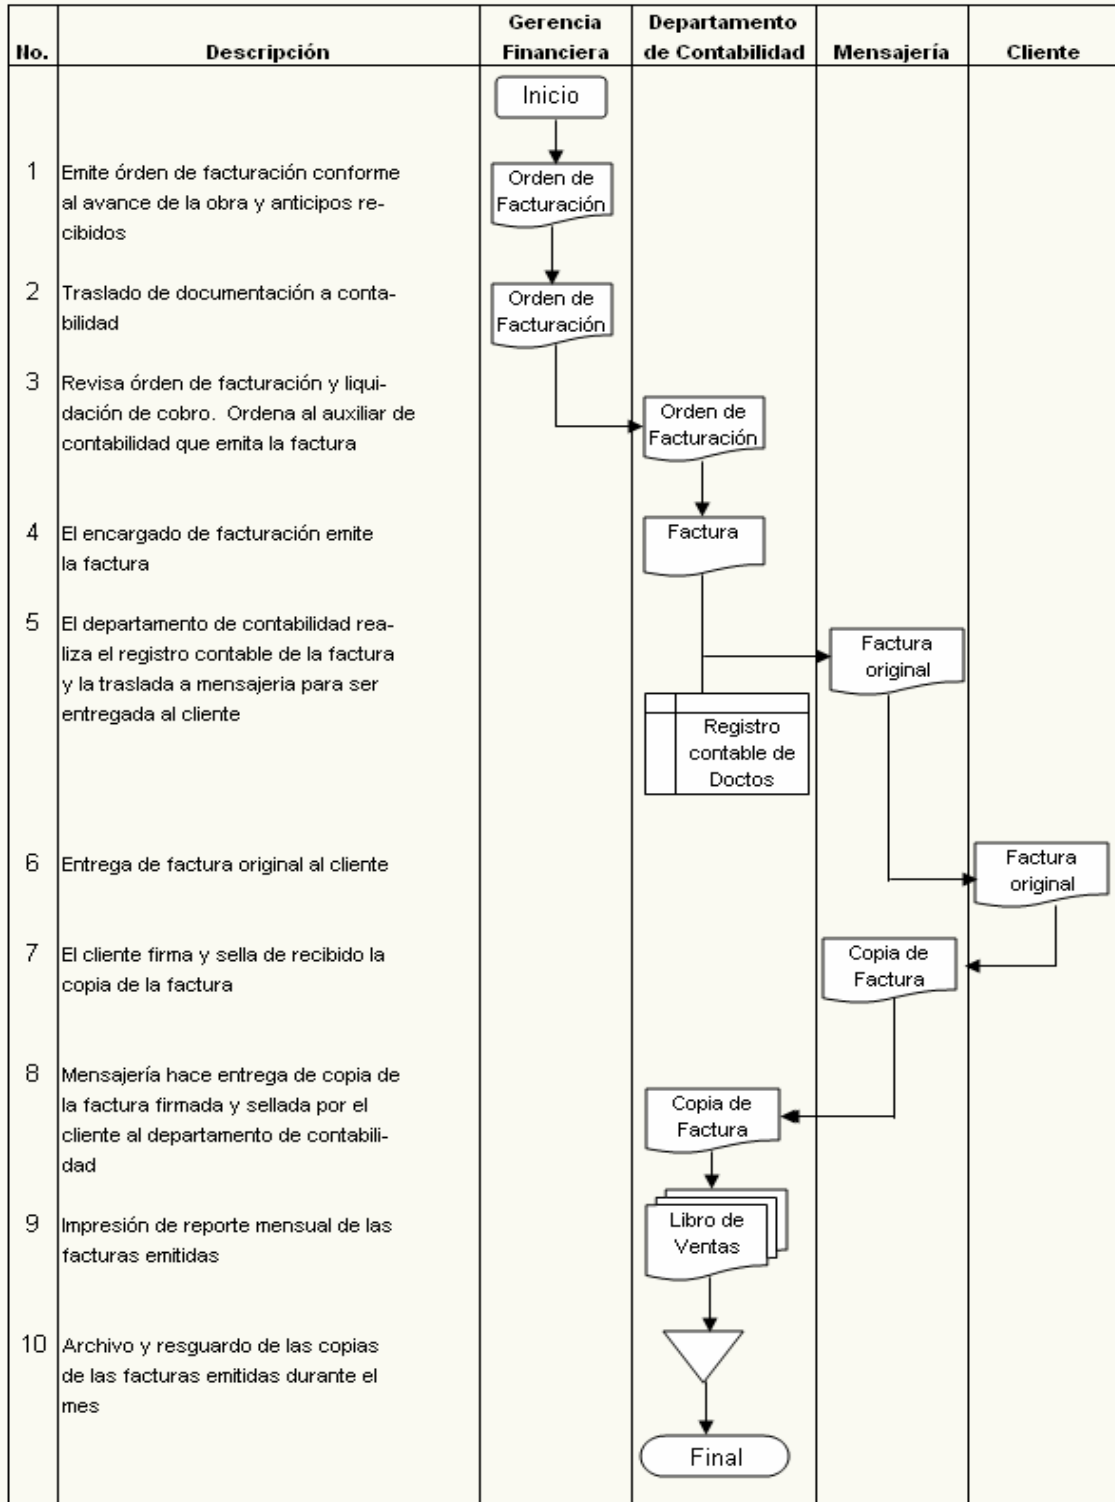 Gerencia Financiera
Departamento de Contabilidad
No.
Descripción
Mensajería
Cliente
Inicio
1
Emite órden de facturación conforme
al avance de la obra y anticipos re-
cibidos
Orden de
Facturación
2
Traslado de documentación a conta-
bilidad
Orden de
Facturación
3
Revisa órden de facturación y liqui-
dación de cobro. Ordena al auxiliar de
contabilidad que emita la factura
Orden de
Facturación
4
El encargado de facturación emite
la factura
Factura
5
El departamento de contabilidad rea-
liza el registro contable de la factura
y la traslada a mensajeria para ser
entregada al cliente
Factura
original
Registro
contable de
Doctos
6
Entrega de factura original al cliente
Factura
original
7
El cliente firma y sella de recibido la
copia de la factura
Copia de
Factura
8
Mensajería hace entrega de copia de
la factura firmada y sellada por el
cliente al departamento de contabili-
dad
Copia de
Factura
9
Impresión de reporte mensual de las
facturas emitidas
Libro de
Ventas
10
Archivo y resguardo de las copias
de las facturas emitidas durante el
mes
Final